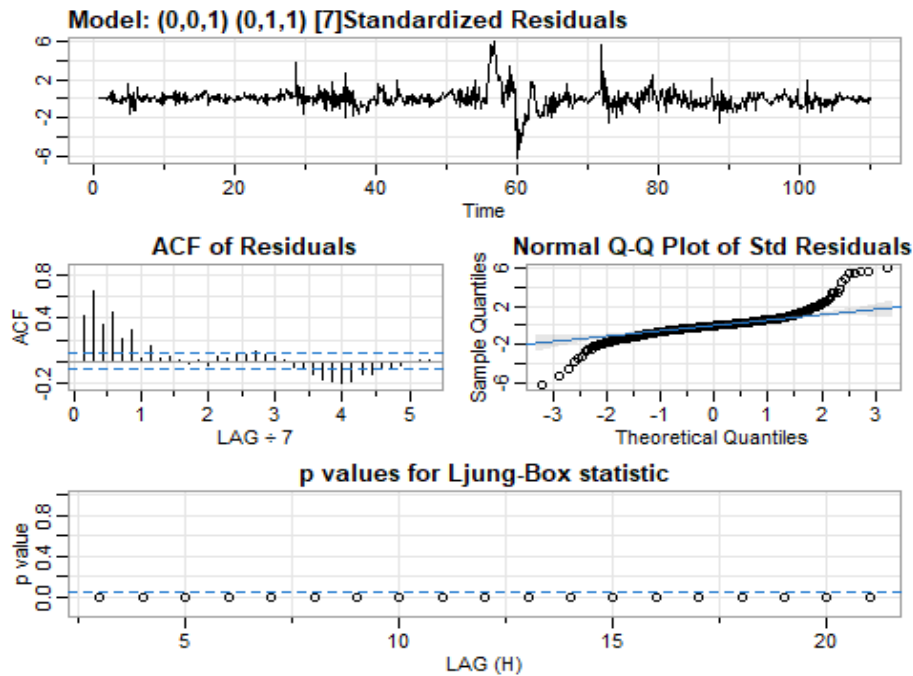 Model: (0,0,1) (0,1,1) [7]Standardized Residuals
6
2
-2
-6
0 20 40 60 80 100
Time
ACF of Residuals
ACF
0.8
0.4
-0.2
0 1 2 3 4 5
LAG ÷ 7
Normal Q-Q Plot of Std Residuals
Sample Quantiles
6
2
-2
-6
-3 -2 -1 0 1 2 3
Theoretical Quantiles
p values for Ljung-Box statistic
p value
0.8
0.4
0.0
5 10 15 20
LAG (H)